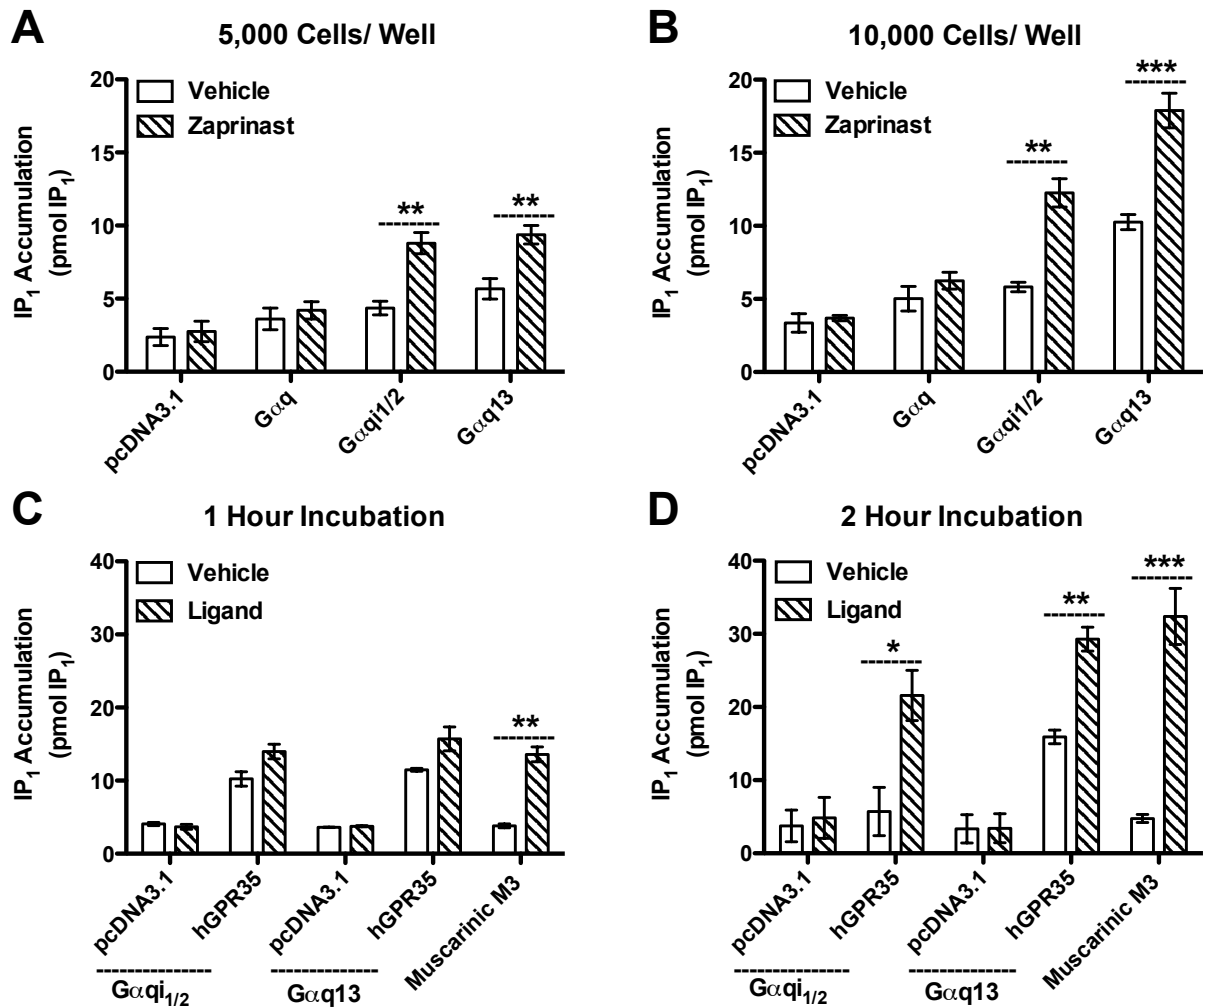 A
5,000 Cells/ Well
IP1 Accumulation
(pmol IP1)
20
15
10
5
0
Vehicle
Zaprinast
**
**
pcDNA3.1
Gαq
Gαqi1/2
Gαq13
B
10,000 Cells/ Well
IP1 Accumulation
(pmol IP1)
20
15
10
5
0
Vehicle
Zaprinast
**
***
pcDNA3.1
Gαq
Gαqi1/2
Gαq13
C
1 Hour Incubation
IP1 Accumulation
(pmol IP1)
40
30
20
10
0
Vehicle
Ligand
**
pcDNA3.1
hGPR35
pcDNA3.1
hGPR35
Muscarinic M3
Gαqi1/2
Gαq13
D
2 Hour Incubation
IP1 Accumulation
(pmol IP1)
40
30
20
10
0
Vehicle
Ligand
*
**
***
pcDNA3.1
hGPR35
pcDNA3.1
hGPR35
Muscarinic M3
Gαqi1/2
Gαq13